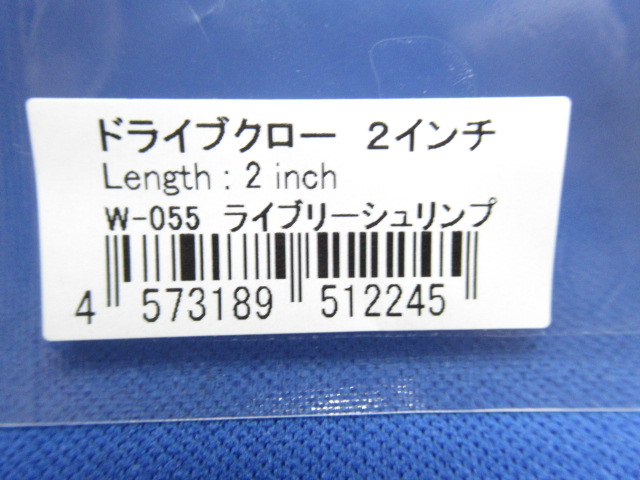 ドライブクロー 2インチ
Length : 2 inch
W-055 ライブリーシュリンプ
4 573189 512245